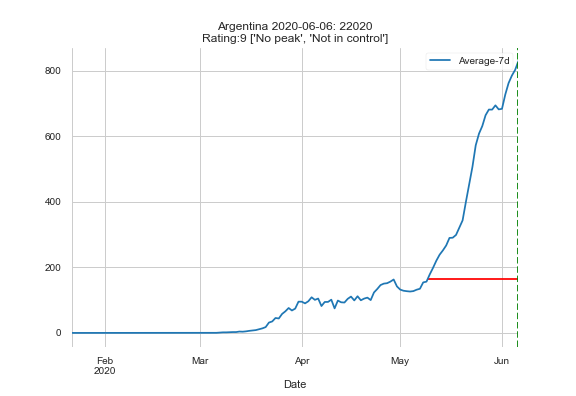 Argentina 2020-06-06: 22020
Rating:9 ['No peak', 'Not in control']
Average-7d
800
600
400
200
0
Feb
2020
Mar
Apr
May
Jun
Date